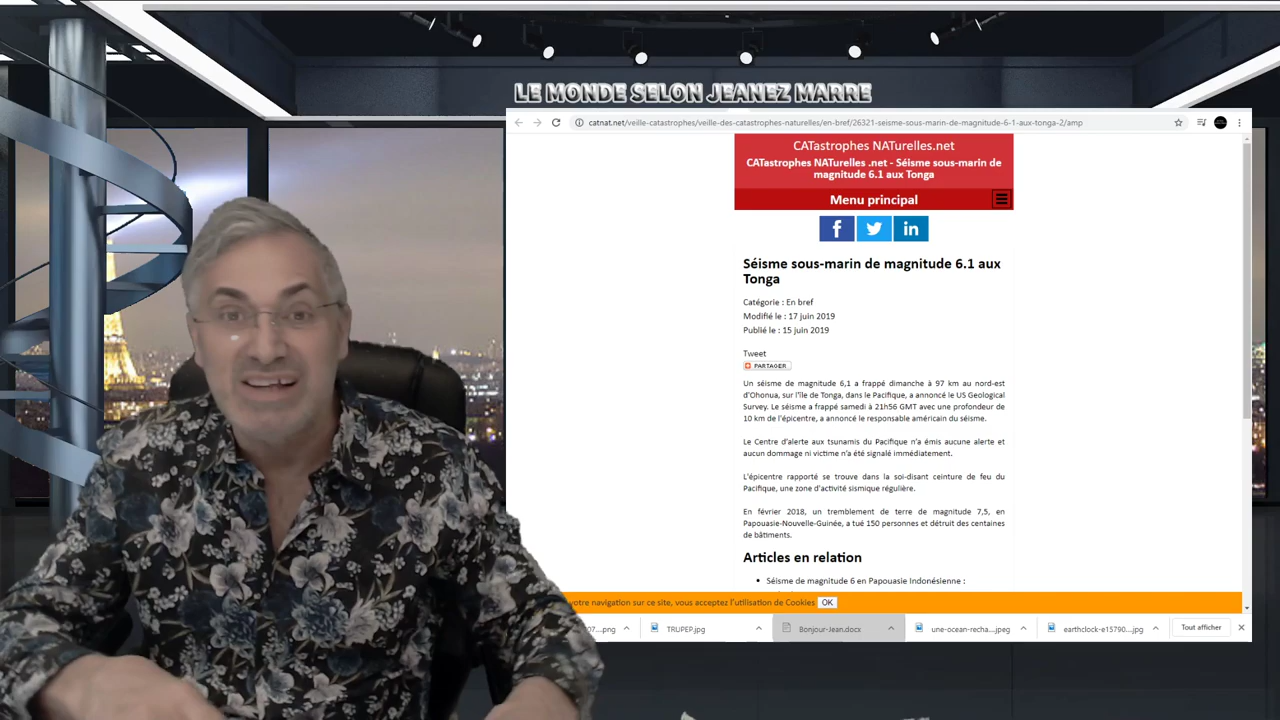 LE MONDE SELON JEANEZ MARRE
catnat.net/veille-catastrophes/veille-des-catastrophes-naturelles/en-bref/26321-seisme-sous-marin-de-magnitude-6-1-aux-tonga-2/amp
CATastrophes NATurelles.net
CATastrophes NATurelles .net - Séisme sous-marin de
magnitude 6.1 aux Tonga
Menu principal
Séisme sous-marin de magnitude 6.1 aux
Tonga
Catégorie : En bref
Modifié le : 17 juin 2019
Publié le : 15 juin 2019
Tweet
PARTAGER
Un séisme de magnitude 6,1 a frappé dimanche à 97 km au nord-est
d'Ohonua, sur l'île de Tonga, dans le Pacifique, a annoncé le US Geological
Survey. Le séisme a frappé samedi à 21h56 GMT avec une profondeur de
10 km de l'épicentre, a annoncé le responsable américain du séisme.
Le Centre d'alerte aux tsunamis du Pacifique n'a émis aucune alerte et
aucun dommage ni victime n'a été signalé immédiatement.
L'épicentre rapporté se trouve dans la soi-disant ceinture de feu du
Pacifique, une zone d'activité sismique régulière.
En février 2018, un tremblement de terre de magnitude 7,5, en
Papouasie-Nouvelle-Guinée, a tué 150 personnes et détruit des centaines
de bâtiments.
Articles en relation
Séisme de magnitude 6 en Papouasie Indonésienne :
votre navigation sur ce site, vous acceptez l'utilisation de Cookies OK
07....png TRUPEP.jpg Bonjour-Jean.docx une-ocean-recha....jpeg earthclock-e15790....jpg Tout afficher